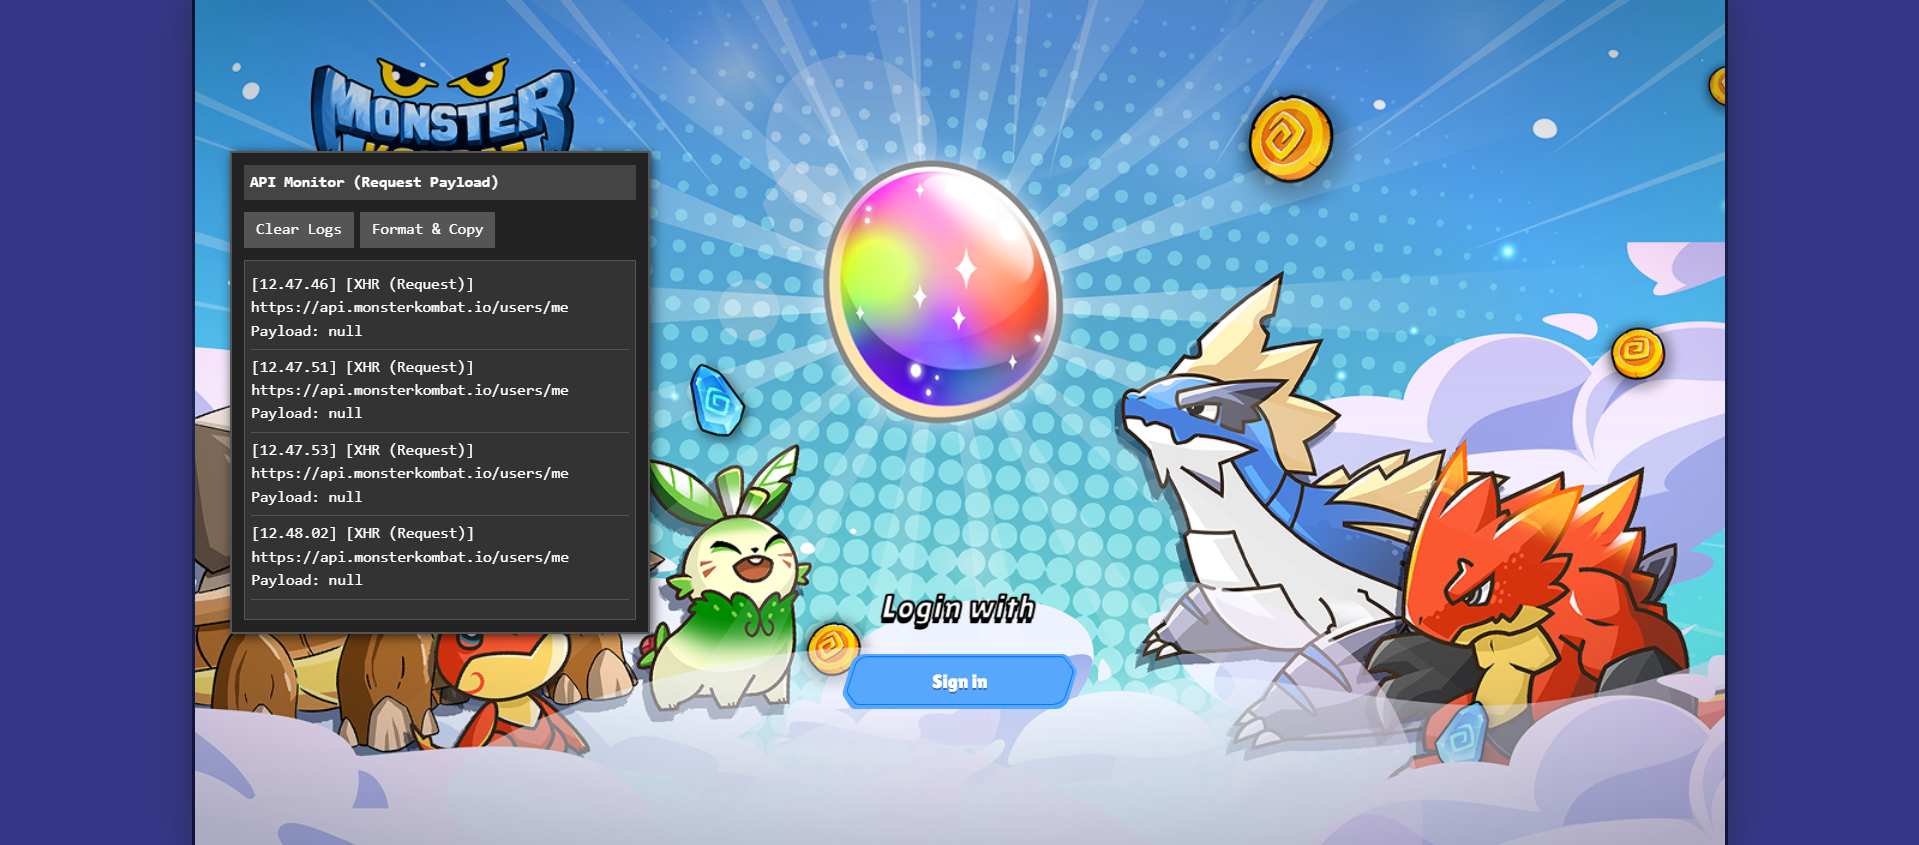 MONSTER
KOMBAT
API Monitor (Request Payload)
Clear Logs
Format & Copy
[12.47.46] [XHR (Request)]
https://api.monsterkombat.io/users/me
Payload: null
[12.47.51] [XHR (Request)]
https://api.monsterkombat.io/users/me
Payload: null
[12.47.53] [XHR (Request)]
https://api.monsterkombat.io/users/me
Payload: null
[12.48.02] [XHR (Request)]
https://api.monsterkombat.io/users/me
Payload: null
Login with
Sign in